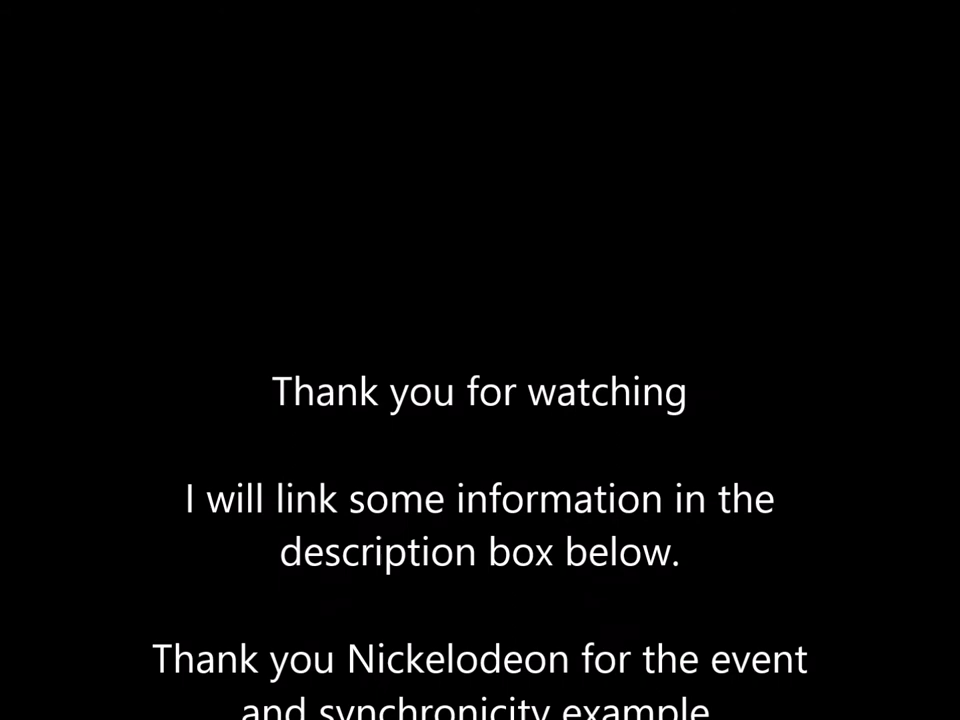 Thank you for watching
I will link some information in the
description box below.
Thank you Nickelodeon for the event
and synchronicity example